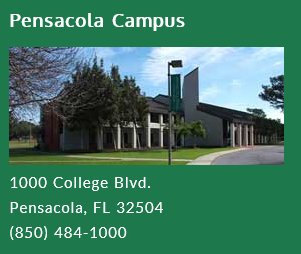 Pensacola Campus
1000 College Blvd.
Pensacola, FL 32504
(850) 484-1000